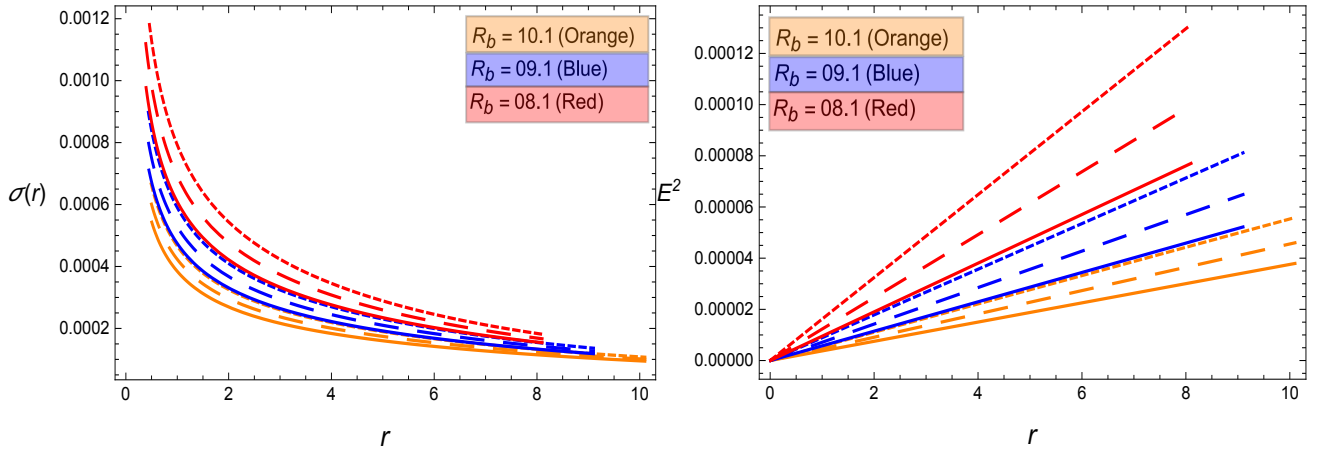 0.0012
0.0010
0.0008
0.0006
0.0004
0.0002
σ(r)
0 2 4 6 8 10
r
R_b = 10.1 (Orange)
R_b = 09.1 (Blue)
R_b = 08.1 (Red)
0.00012
0.00010
0.00008
0.00006
0.00004
0.00002
0.00000
E²
0 2 4 6 8 10
r
R_b = 10.1 (Orange)
R_b = 09.1 (Blue)
R_b = 08.1 (Red)